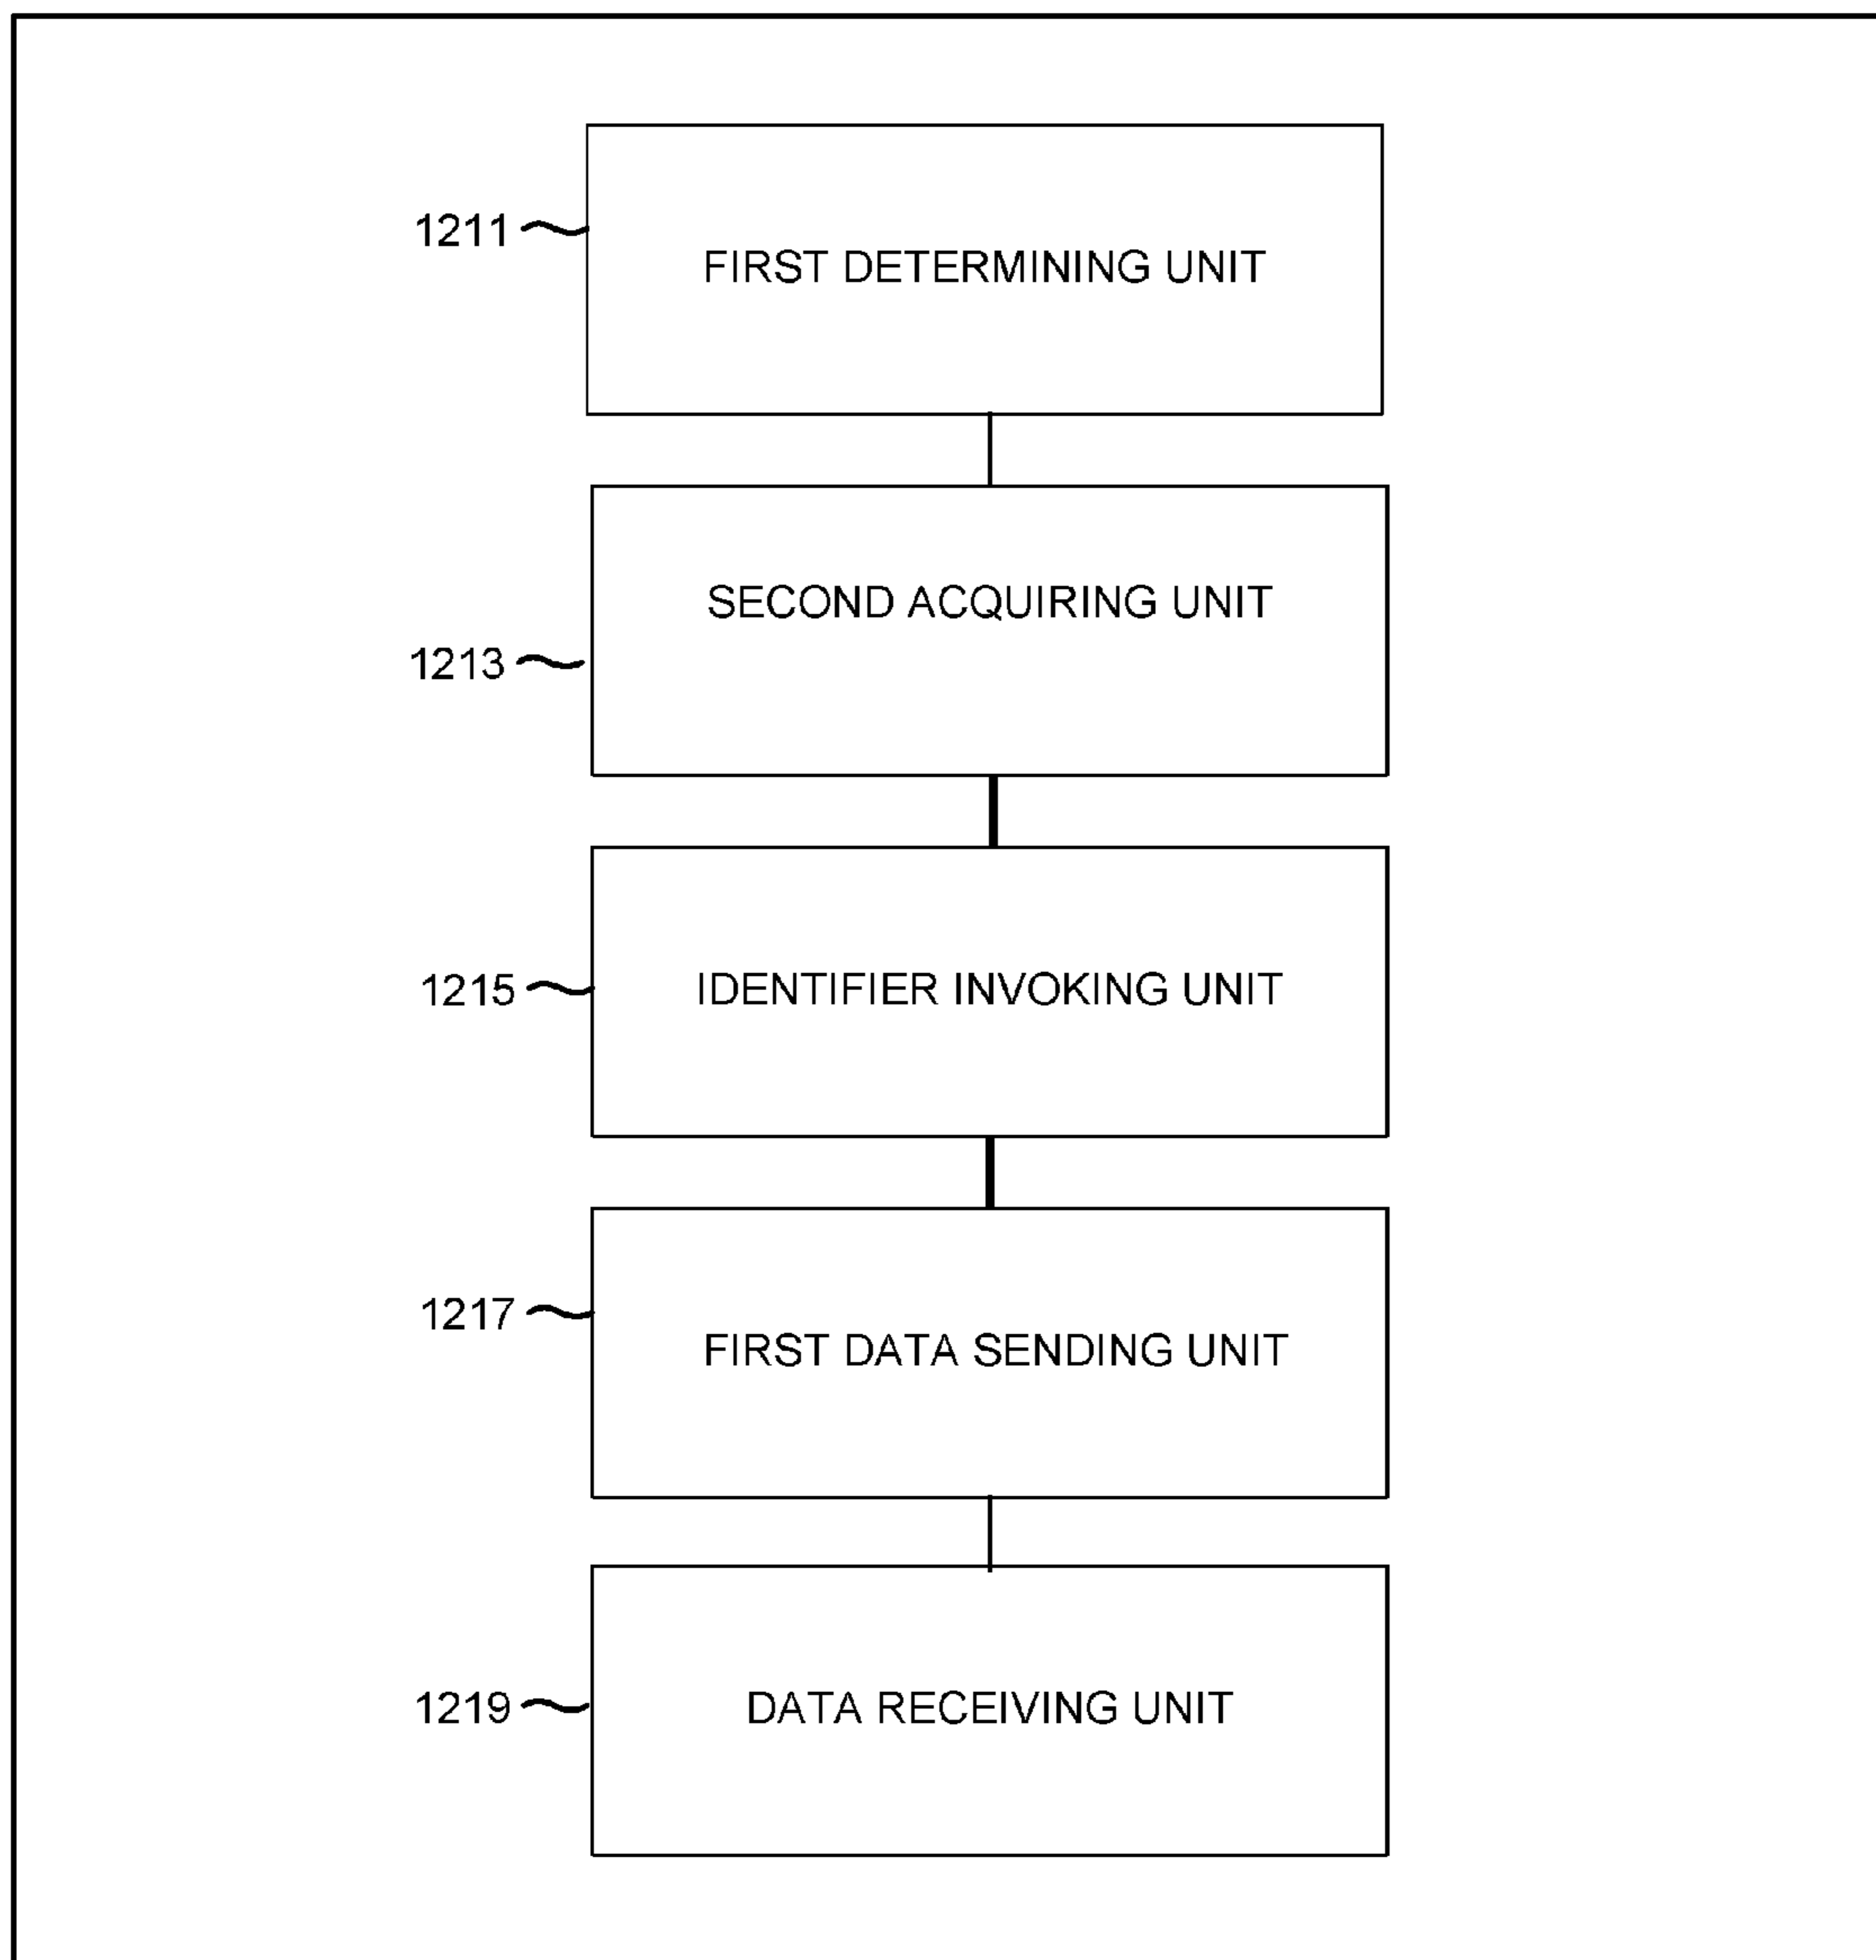 1211
FIRST DETERMINING UNIT
SECOND ACQUIRING UNIT
1213
1215
IDENTIFIER INVOKING UNIT
1217
FIRST DATA SENDING UNIT
1219
DATA RECEIVING UNIT